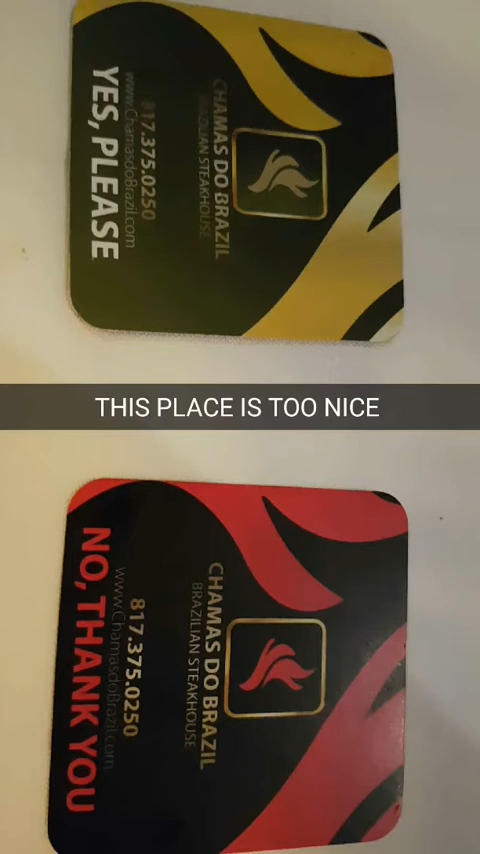 CHAMAS DO BRAZIL
BRAZILIAN STEAKHOUSE
817.375.0250
www.ChamasdoBrazil.com
YES, PLEASE
THIS PLACE IS TOO NICE
CHAMAS DO BRAZIL
BRAZILIAN STEAKHOUSE
817.375.0250
www.ChamasdoBrazil.com
NO, THANK YOU